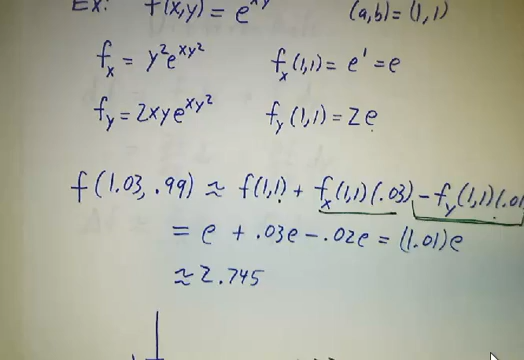 Ex: f(x,y) = e^xy² (a,b) = (1,1)
f_x = y²e^xy² f_x(1,1) = e¹ = e
f_y = 2xye^xy² f_y(1,1) = 2e
f(1.03, .99) ≈ f(1,1) + f_x(1,1)(.03) - f_y(1,1)(.01
= e + .03e - .02e = (1.01)e
≈ 2.745